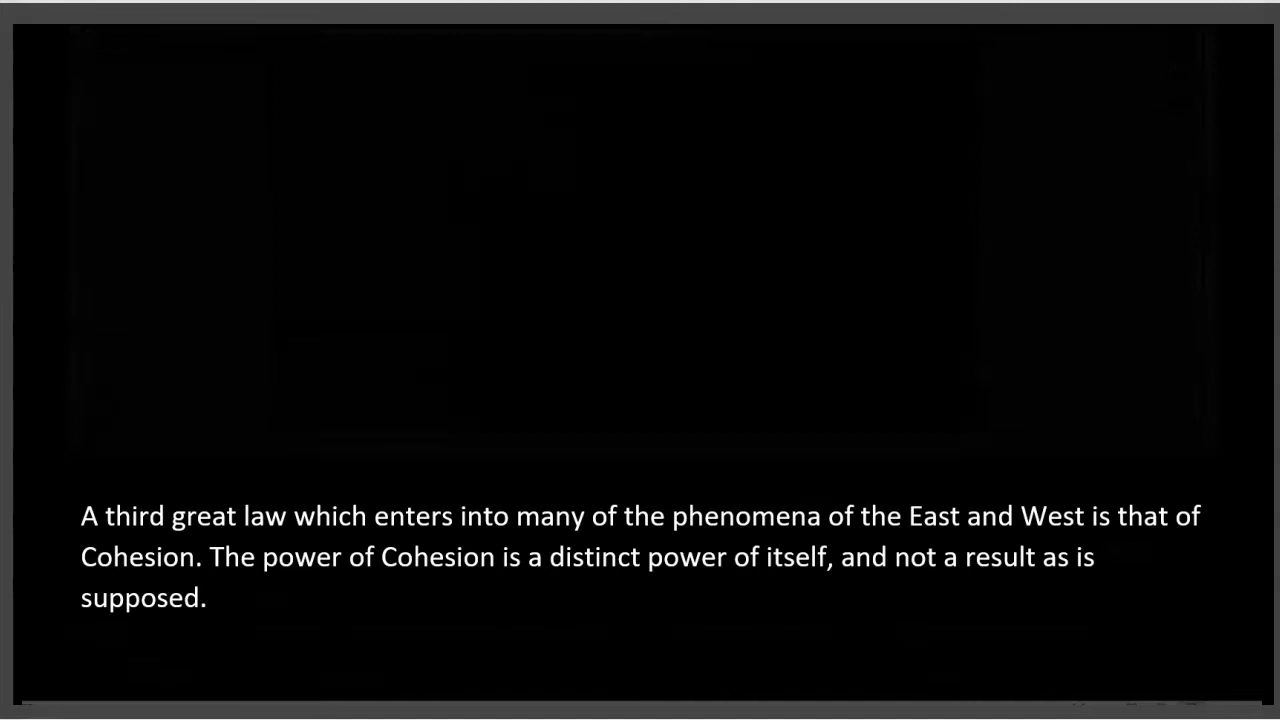 A third great law which enters into many of the phenomena of the East and West is that of
Cohesion. The power of Cohesion is a distinct power of itself, and not a result as is
supposed.